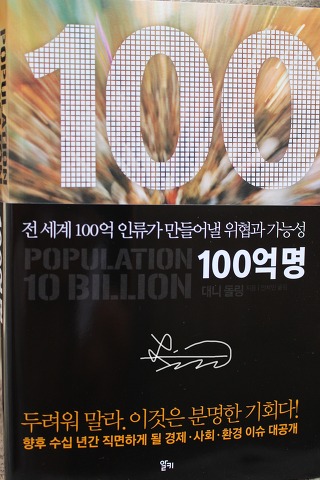 100
POPULATION
전 세계 100억 인류가 만들어낼 위협과 가능성
POPULATION
10 BILLION
100억 명
대니 돌링
두려워 말라. 이것은 분명한 기회다!
향후 수십 년간 직면하게 될 경제·사회·환경 이슈 대공개
알키